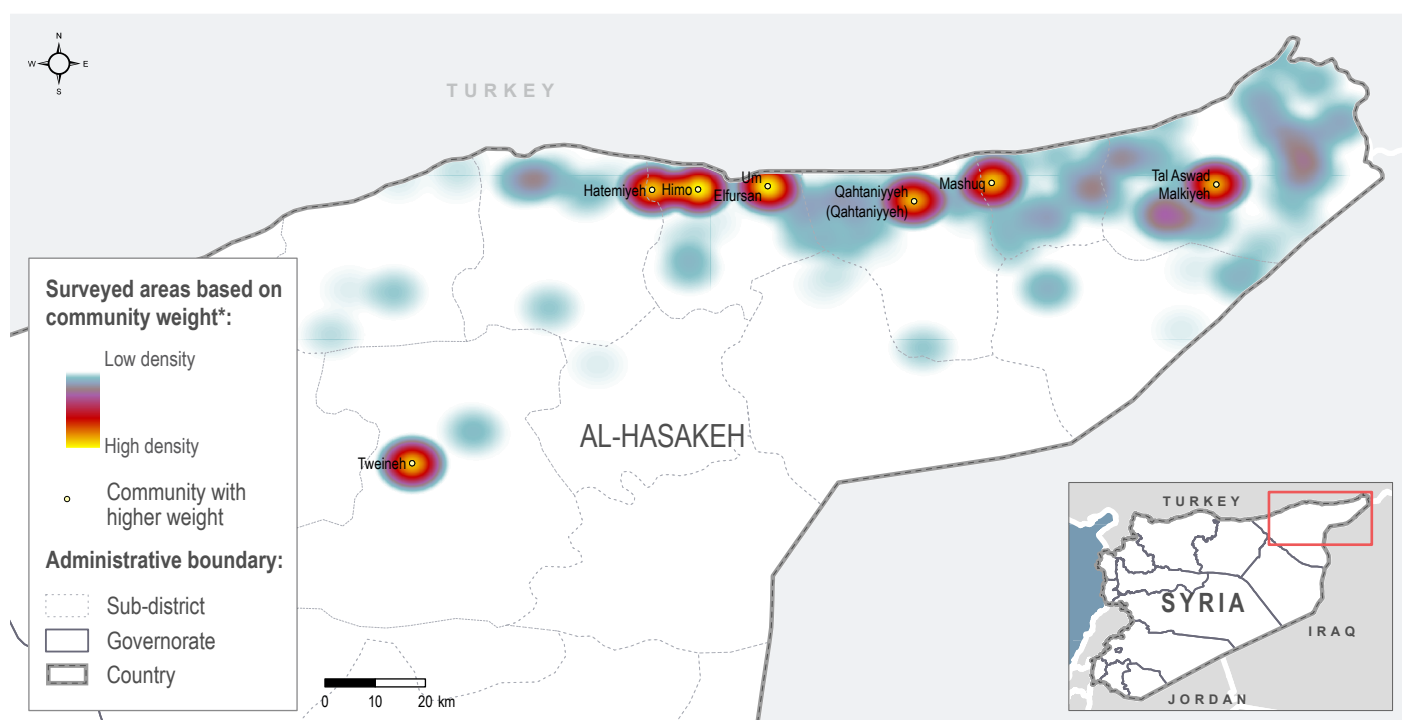 N
W
E
S
TURKEY
Hatemiyeh
Himo
Um
Elfursan
Qahtaniyyeh
(Qahtaniyyeh)
Mashuq
Tal Aswad
Malkiyeh
Tweineh
AL-HASAKEH
Surveyed areas based on
community weight*:
Low density
High density
Community with
higher weight
Administrative boundary:
Sub-district
Governorate
Country
0 10 20 km
TURKEY
SYRIA
IRAQ
JORDAN